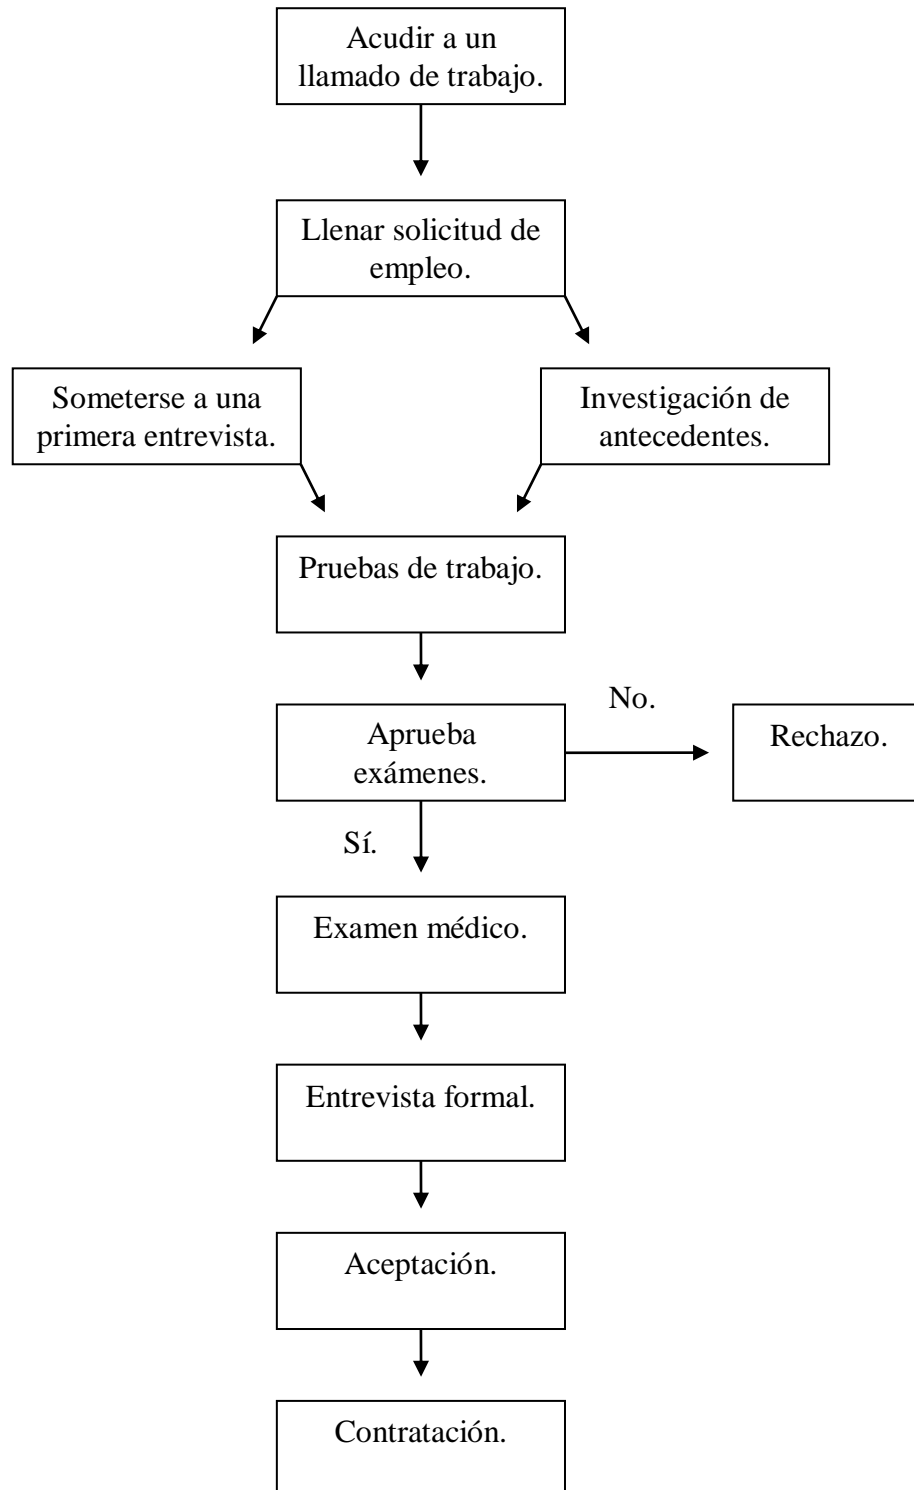 Acudir a un
llamado de trabajo.
Llenar solicitud de
empleo.
Someterse a una
primera entrevista.
Investigación de
antecedentes.
Pruebas de trabajo.
No.
Aprueba
exámenes.
Rechazo.
Sí.
Examen médico.
Entrevista formal.
Aceptación.
Contratación.